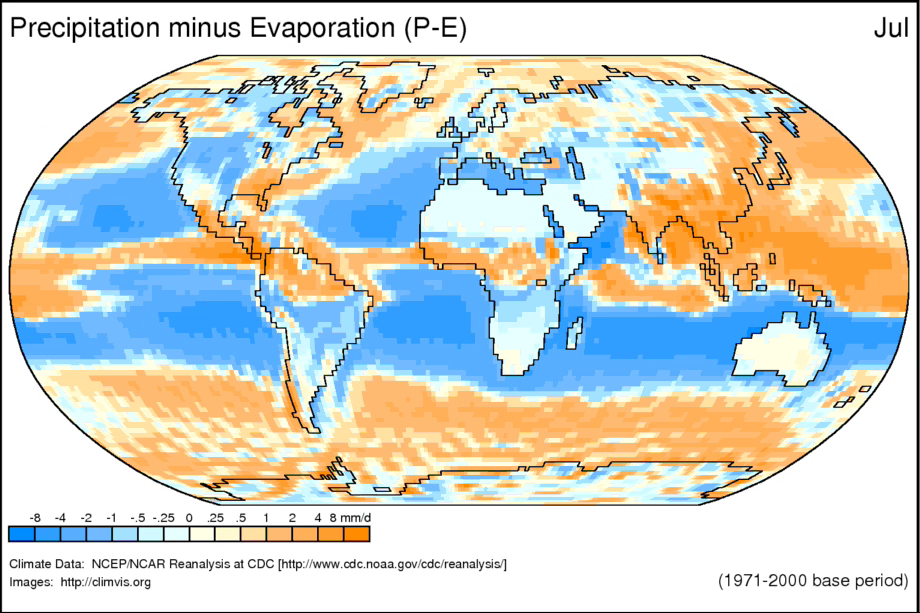 Precipitation minus Evaporation (P-E) Jul
-8 -4 -2 -1 -.5 -.25 0 .25 .5 1 2 4 8 mm/d
Climate Data: NCEP/NCAR Reanalysis at CDC [http://www.cdc.noaa.gov/cdc/reanalysis/]
Images: http://climvis.org (1971-2000 base period)